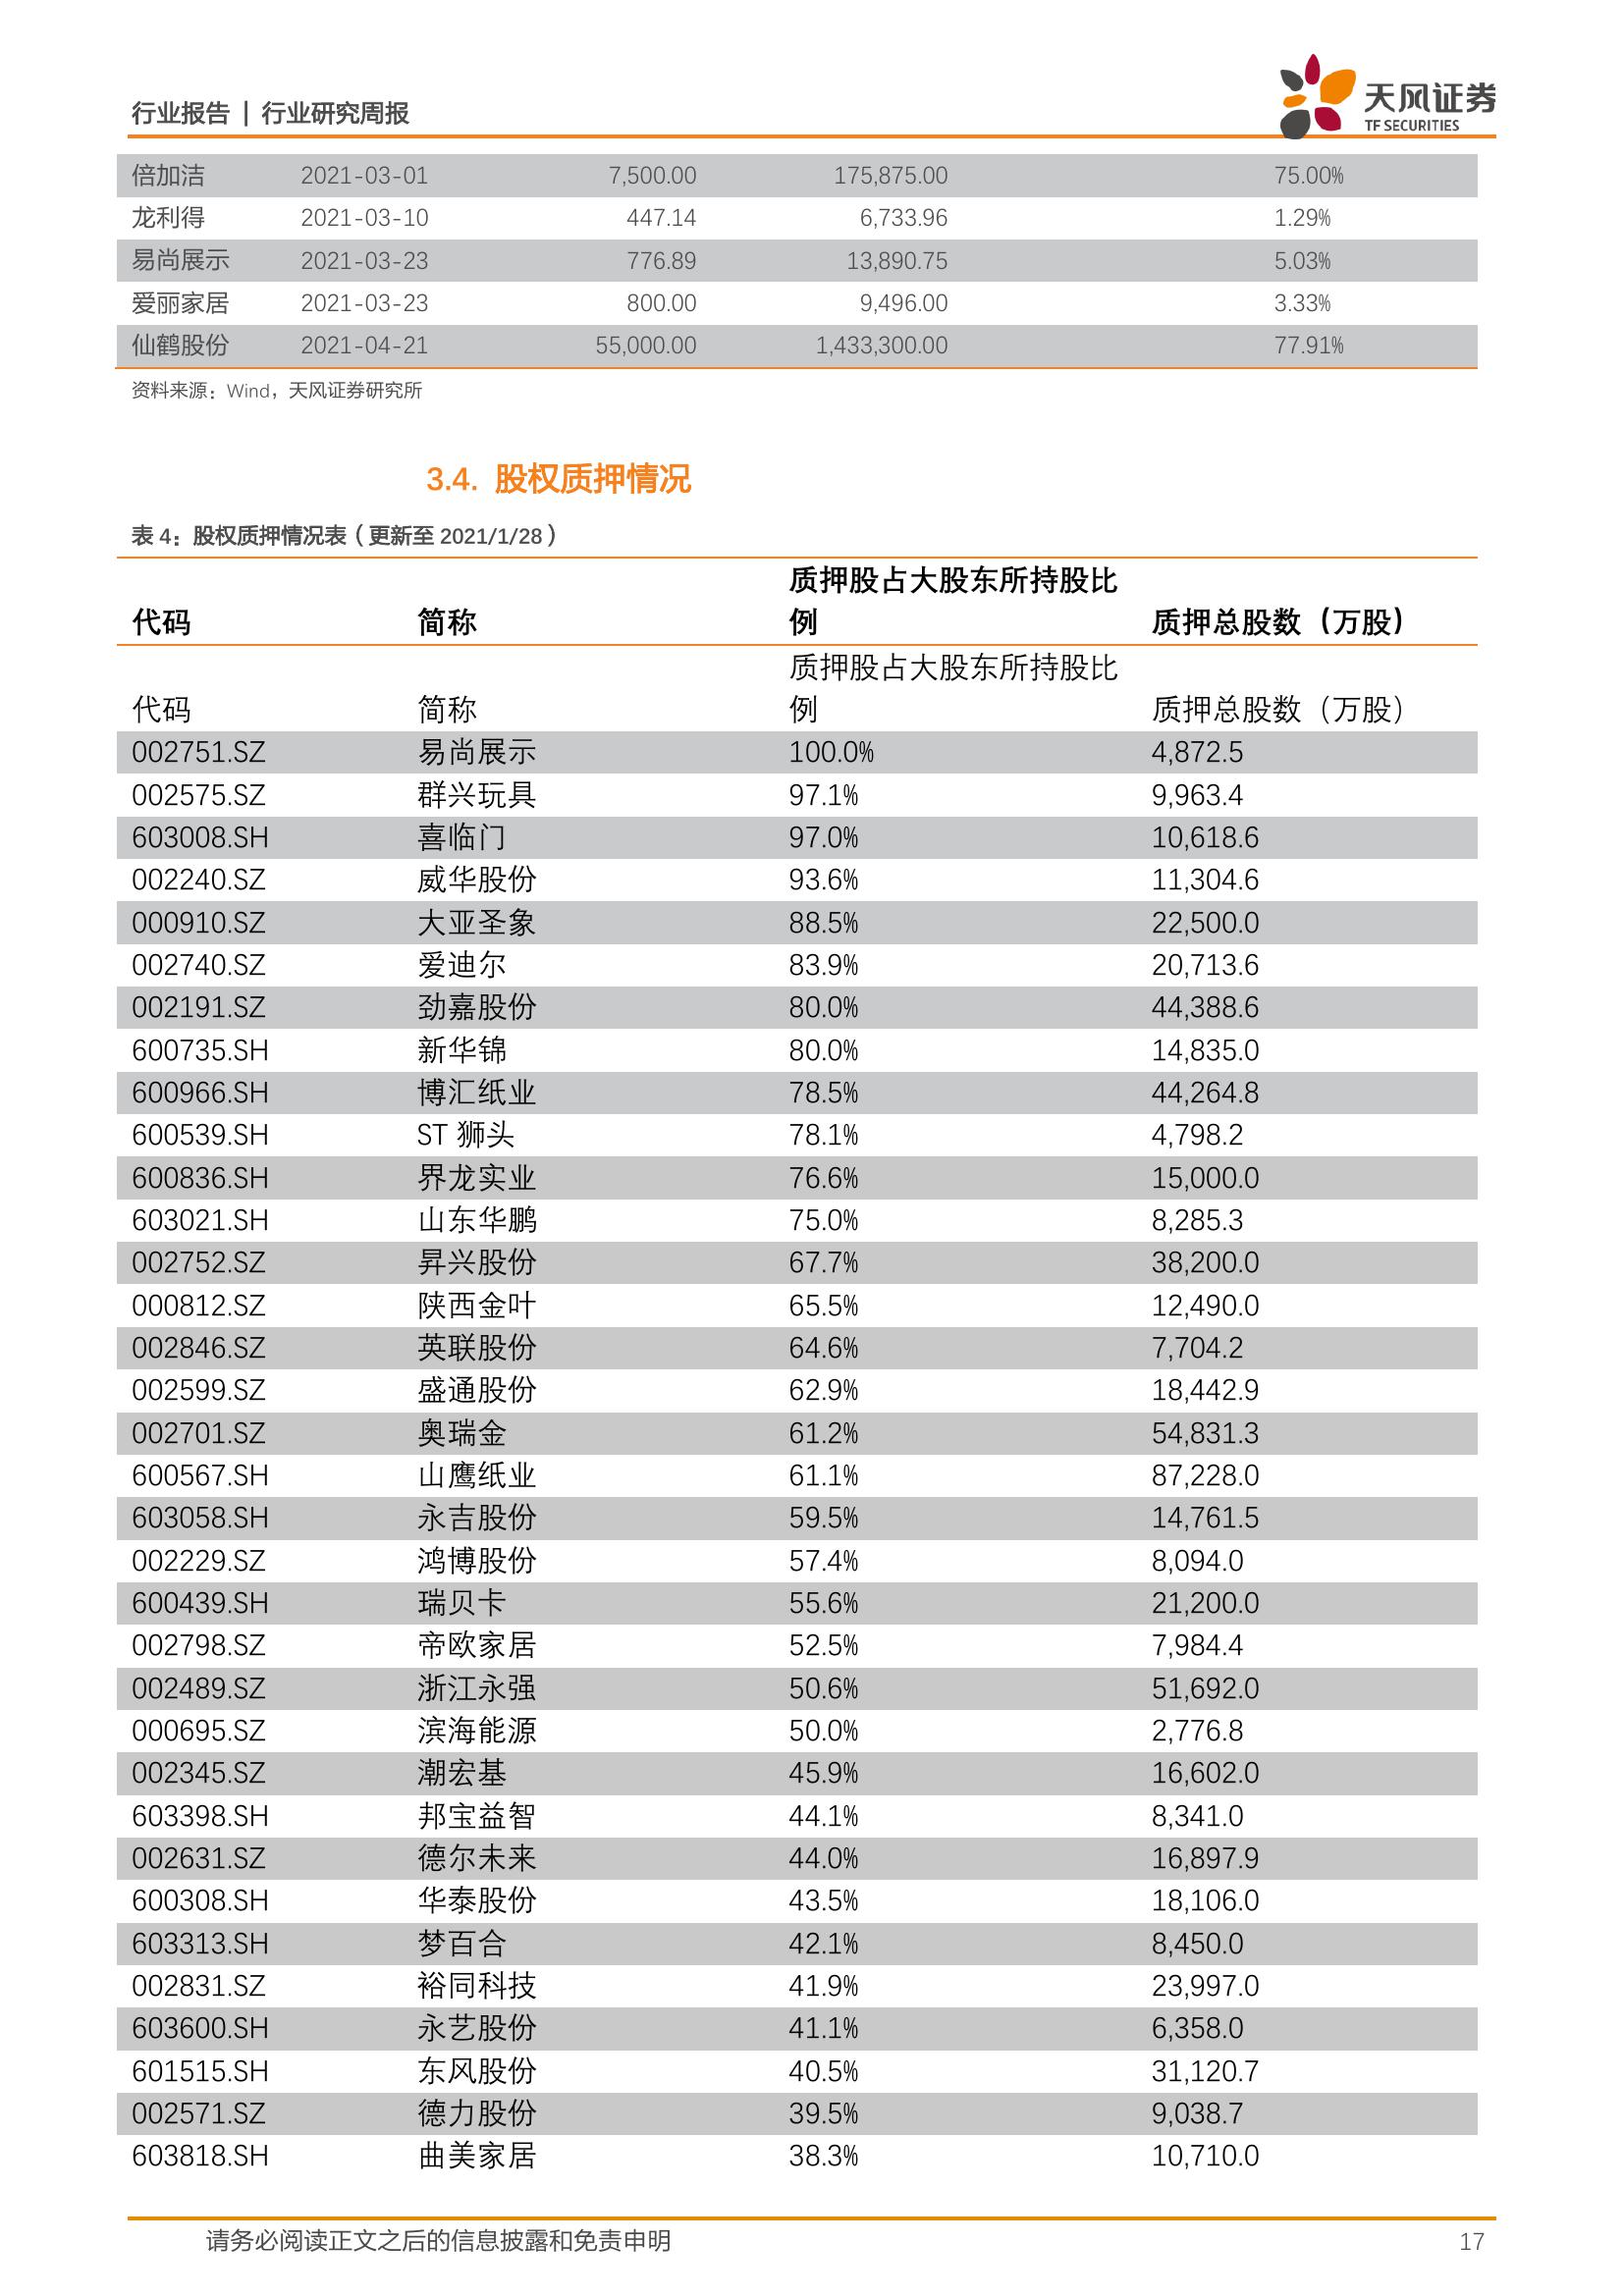 行业报告 | 行业研究周报
天风证券
TF SECURITIES
倍加洁 2021-03-01 7,500.00 175,875.00 75.00%
龙利得 2021-03-10 447.14 6,733.96 1.29%
易尚展示 2021-03-23 776.89 13,890.75 5.03%
爱丽家居 2021-03-23 800.00 9,496.00 3.33%
仙鹤股份 2021-04-21 55,000.00 1,433,300.00 77.91%
资料来源：Wind，天风证券研究所
3.4. 股权质押情况
表 4：股权质押情况表（更新至 2021/1/28）
质押股占大股东所持股比
代码 简称 例 质押总股数（万股）
质押股占大股东所持股比
代码 简称 例 质押总股数（万股）
002751.SZ 易尚展示 100.0% 4,872.5
002575.SZ 群兴玩具 97.1% 9,963.4
603008.SH 喜临门 97.0% 10,618.6
002240.SZ 威华股份 93.6% 11,304.6
000910.SZ 大亚圣象 88.5% 22,500.0
002740.SZ 爱迪尔 83.9% 20,713.6
002191.SZ 劲嘉股份 80.0% 44,388.6
600735.SH 新华锦 80.0% 14,835.0
600966.SH 博汇纸业 78.5% 44,264.8
600539.SH ST 狮头 78.1% 4,798.2
600836.SH 界龙实业 76.6% 15,000.0
603021.SH 山东华鹏 75.0% 8,285.3
002752.SZ 昇兴股份 67.7% 38,200.0
000812.SZ 陕西金叶 65.5% 12,490.0
002846.SZ 英联股份 64.6% 7,704.2
002599.SZ 盛通股份 62.9% 18,442.9
002701.SZ 奥瑞金 61.2% 54,831.3
600567.SH 山鹰纸业 61.1% 87,228.0
603058.SH 永吉股份 59.5% 14,761.5
002229.SZ 鸿博股份 57.4% 8,094.0
600439.SH 瑞贝卡 55.6% 21,200.0
002798.SZ 帝欧家居 52.5% 7,984.4
002489.SZ 浙江永强 50.6% 51,692.0
000695.SZ 滨海能源 50.0% 2,776.8
002345.SZ 潮宏基 45.9% 16,602.0
603398.SH 邦宝益智 44.1% 8,341.0
002631.SZ 德尔未来 44.0% 16,897.9
600308.SH 华泰股份 43.5% 18,106.0
603313.SH 梦百合 42.1% 8,450.0
002831.SZ 裕同科技 41.9% 23,997.0
603600.SH 永艺股份 41.1% 6,358.0
601515.SH 东风股份 40.5% 31,120.7
002571.SZ 德力股份 39.5% 9,038.7
603818.SH 曲美家居 38.3% 10,710.0
请务必阅读正文之后的信息披露和免责申明 17